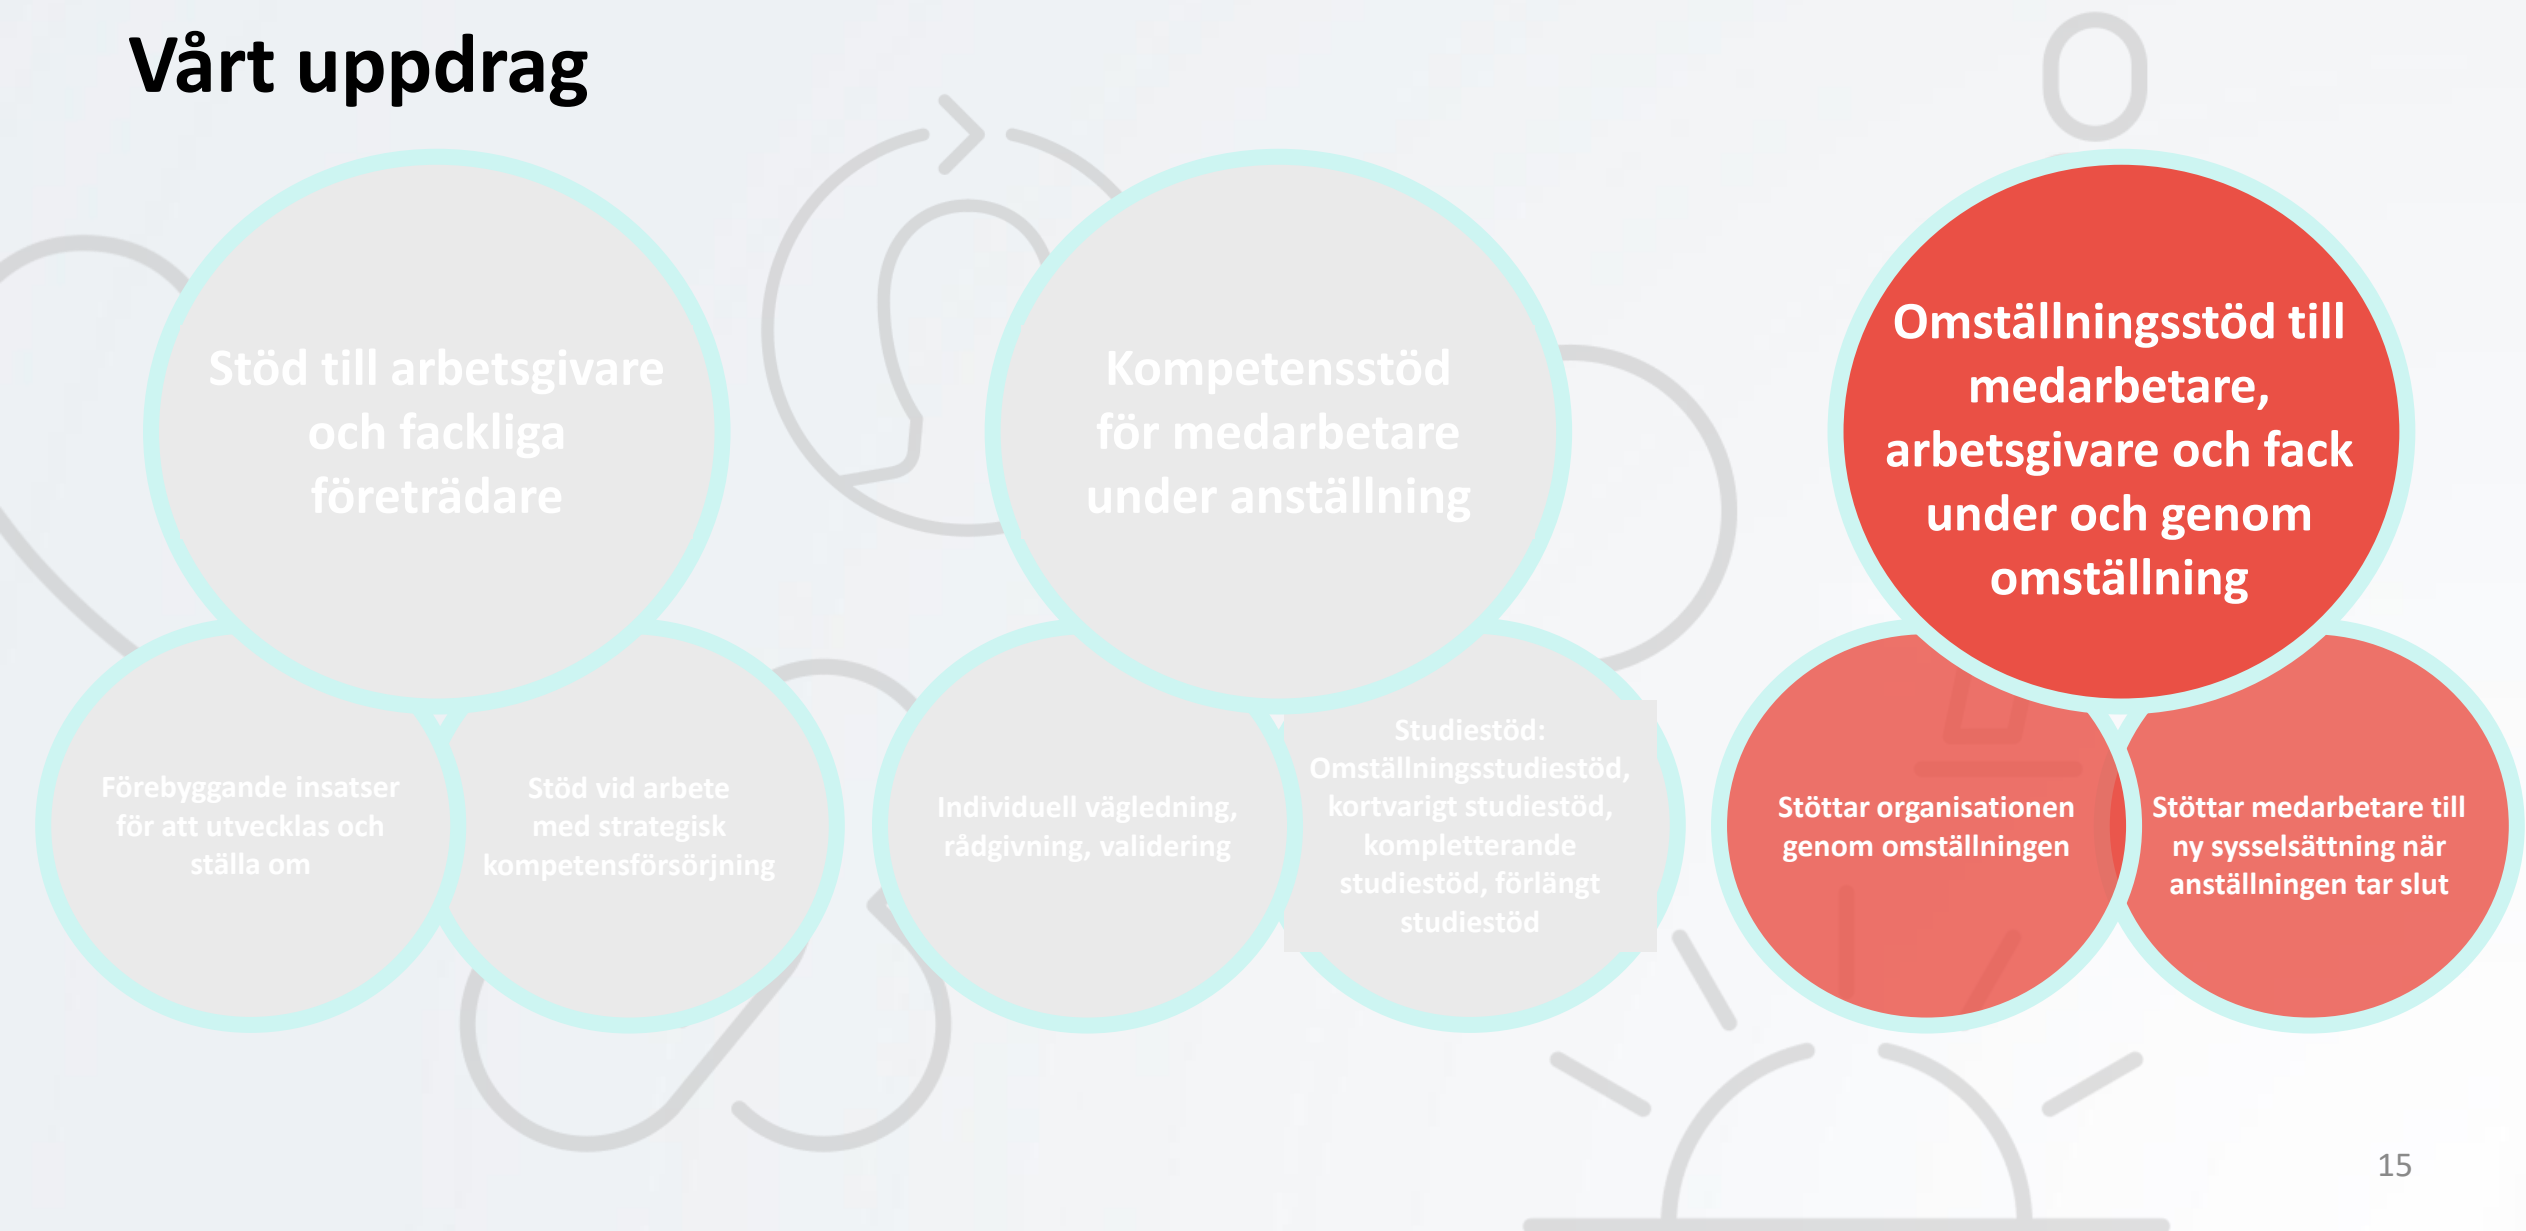 Vårt uppdrag
Stöd till arbetsgivare
och fackliga
företrädare
Förebyggande insatser
för att utvecklas och
ställa om
Stöd vid arbete
med strategisk
kompetensförsörjning
Kompetensstöd
för medarbetare
under anställning
Individuell vägledning,
rådgivning, validering
Studiestöd:
Omställningsstudiestöd,
kortvarigt studiestöd,
kompletterande
studiestöd, förlängt
studiestöd
Omställningsstöd till
medarbetare,
arbetsgivare och fack
under och genom
omställning
Stöttar organisationen
genom omställningen
Stöttar medarbetare till
ny sysselsättning när
anställningen tar slut
15